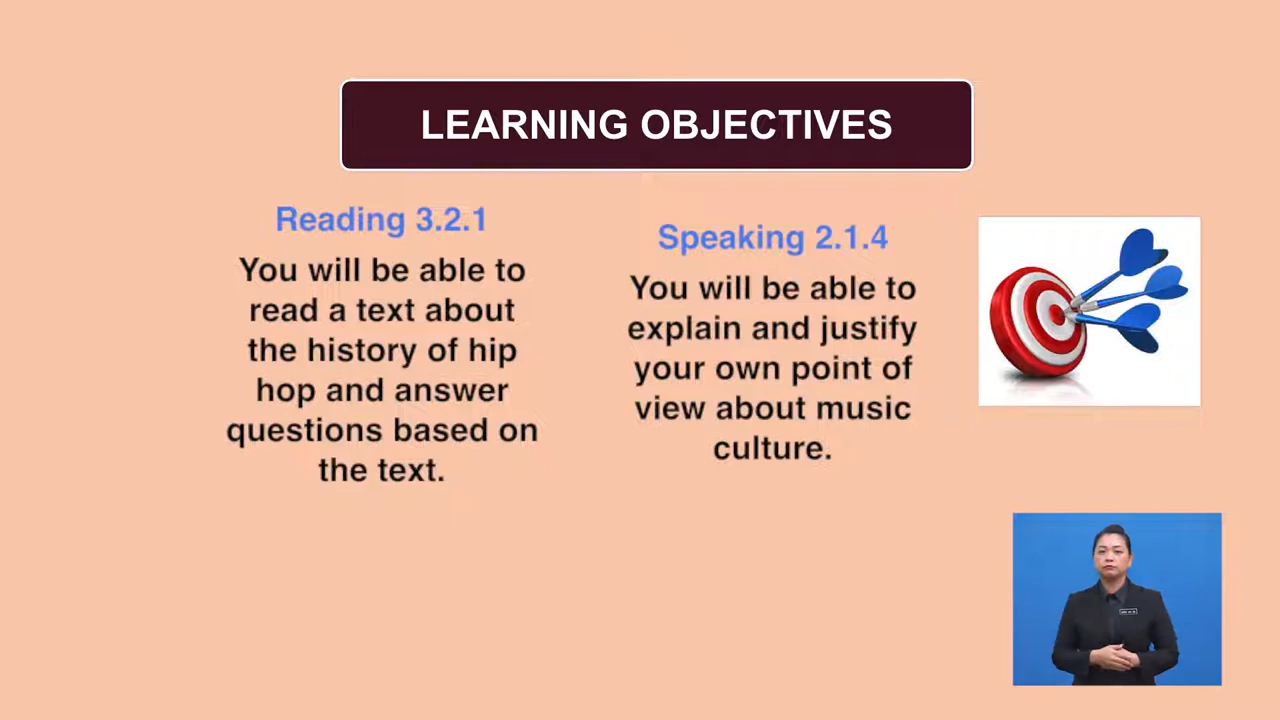 LEARNING OBJECTIVES
Reading 3.2.1
You will be able to
read a text about
the history of hip
hop and answer
questions based on
the text.
Speaking 2.1.4
You will be able to
explain and justify
your own point of
view about music
culture.